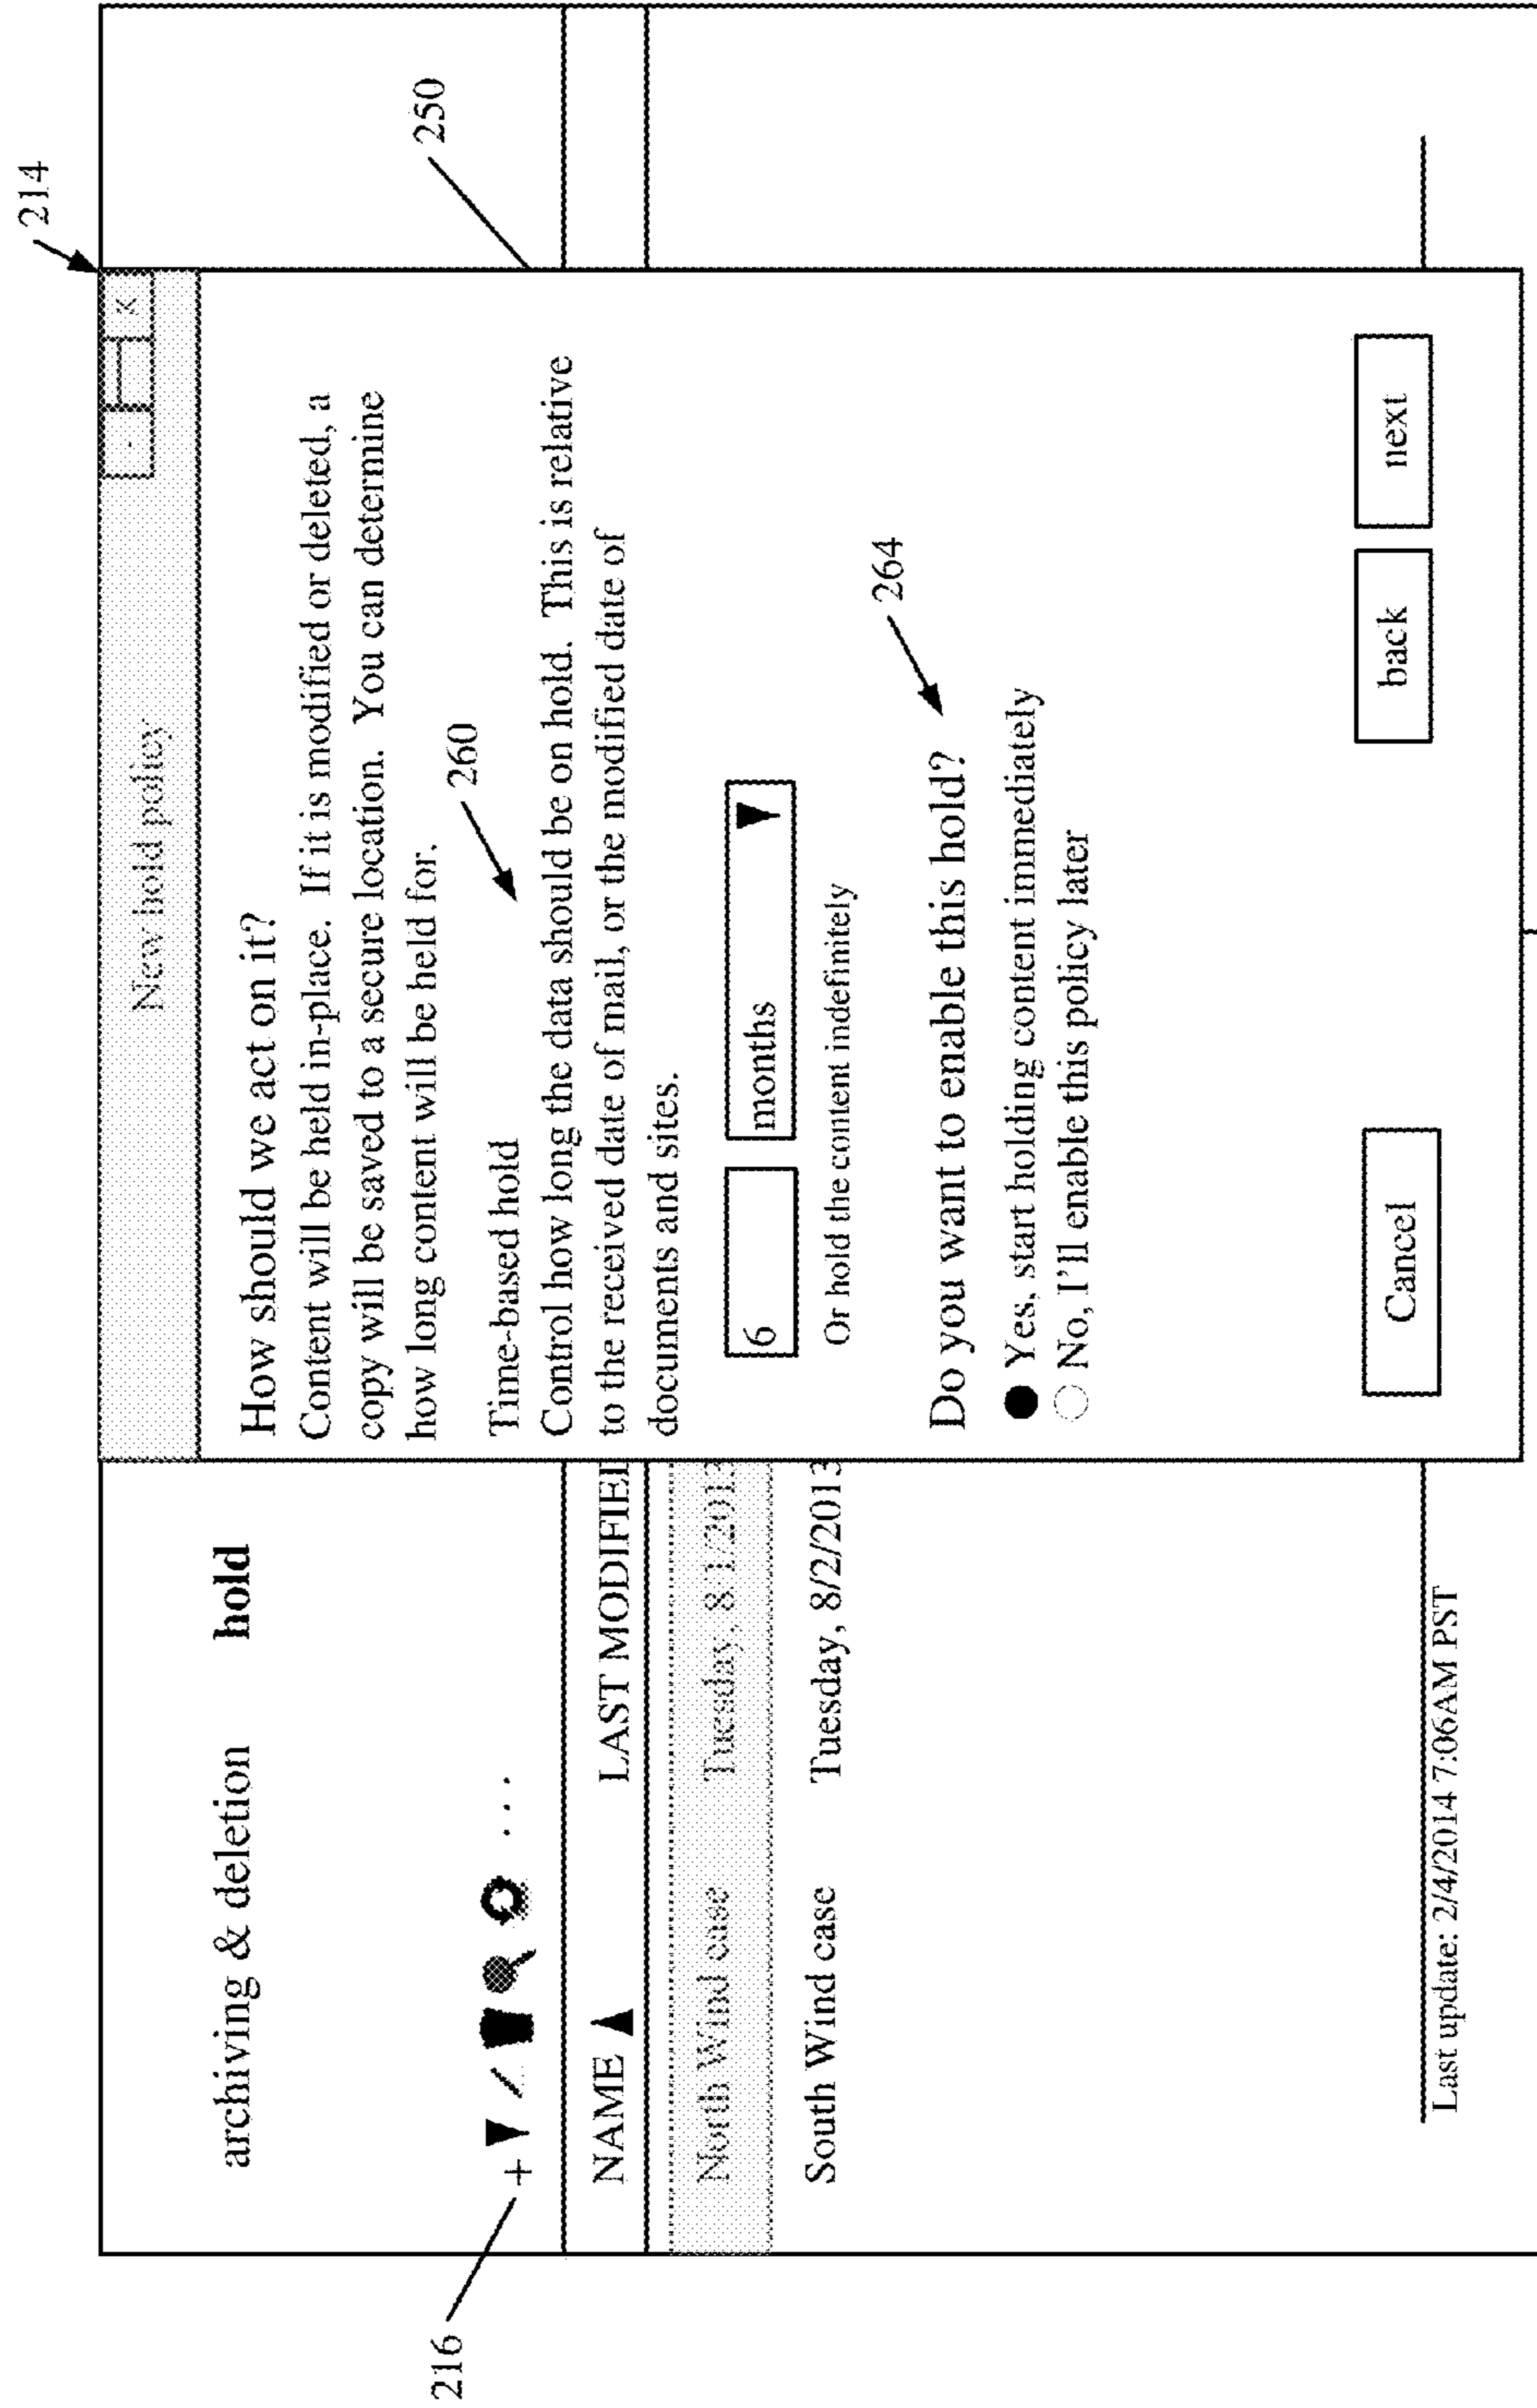 214
New hold policy
- x
archiving & deletion hold
How should we act on it?
Content will be held in-place. If it is modified or deleted, a
copy will be saved to a secure location. You can determine
how long content will be held for.
250
216
+ ...
260
Time-based hold
Control how long the data should be on hold. This is relative
to the received date of mail, or the modified date of
documents and sites.
NAME LAST MODIFIED
North Wind case Tuesday, 8/1/2013
South Wind case Tuesday, 8/2/2013
6 months
Or hold the content indefinitely
264
Do you want to enable this hold?
Yes, start holding content immediately
No, I'll enable this policy later
Cancel back next
Last update: 2/4/2014 7:06AM PST